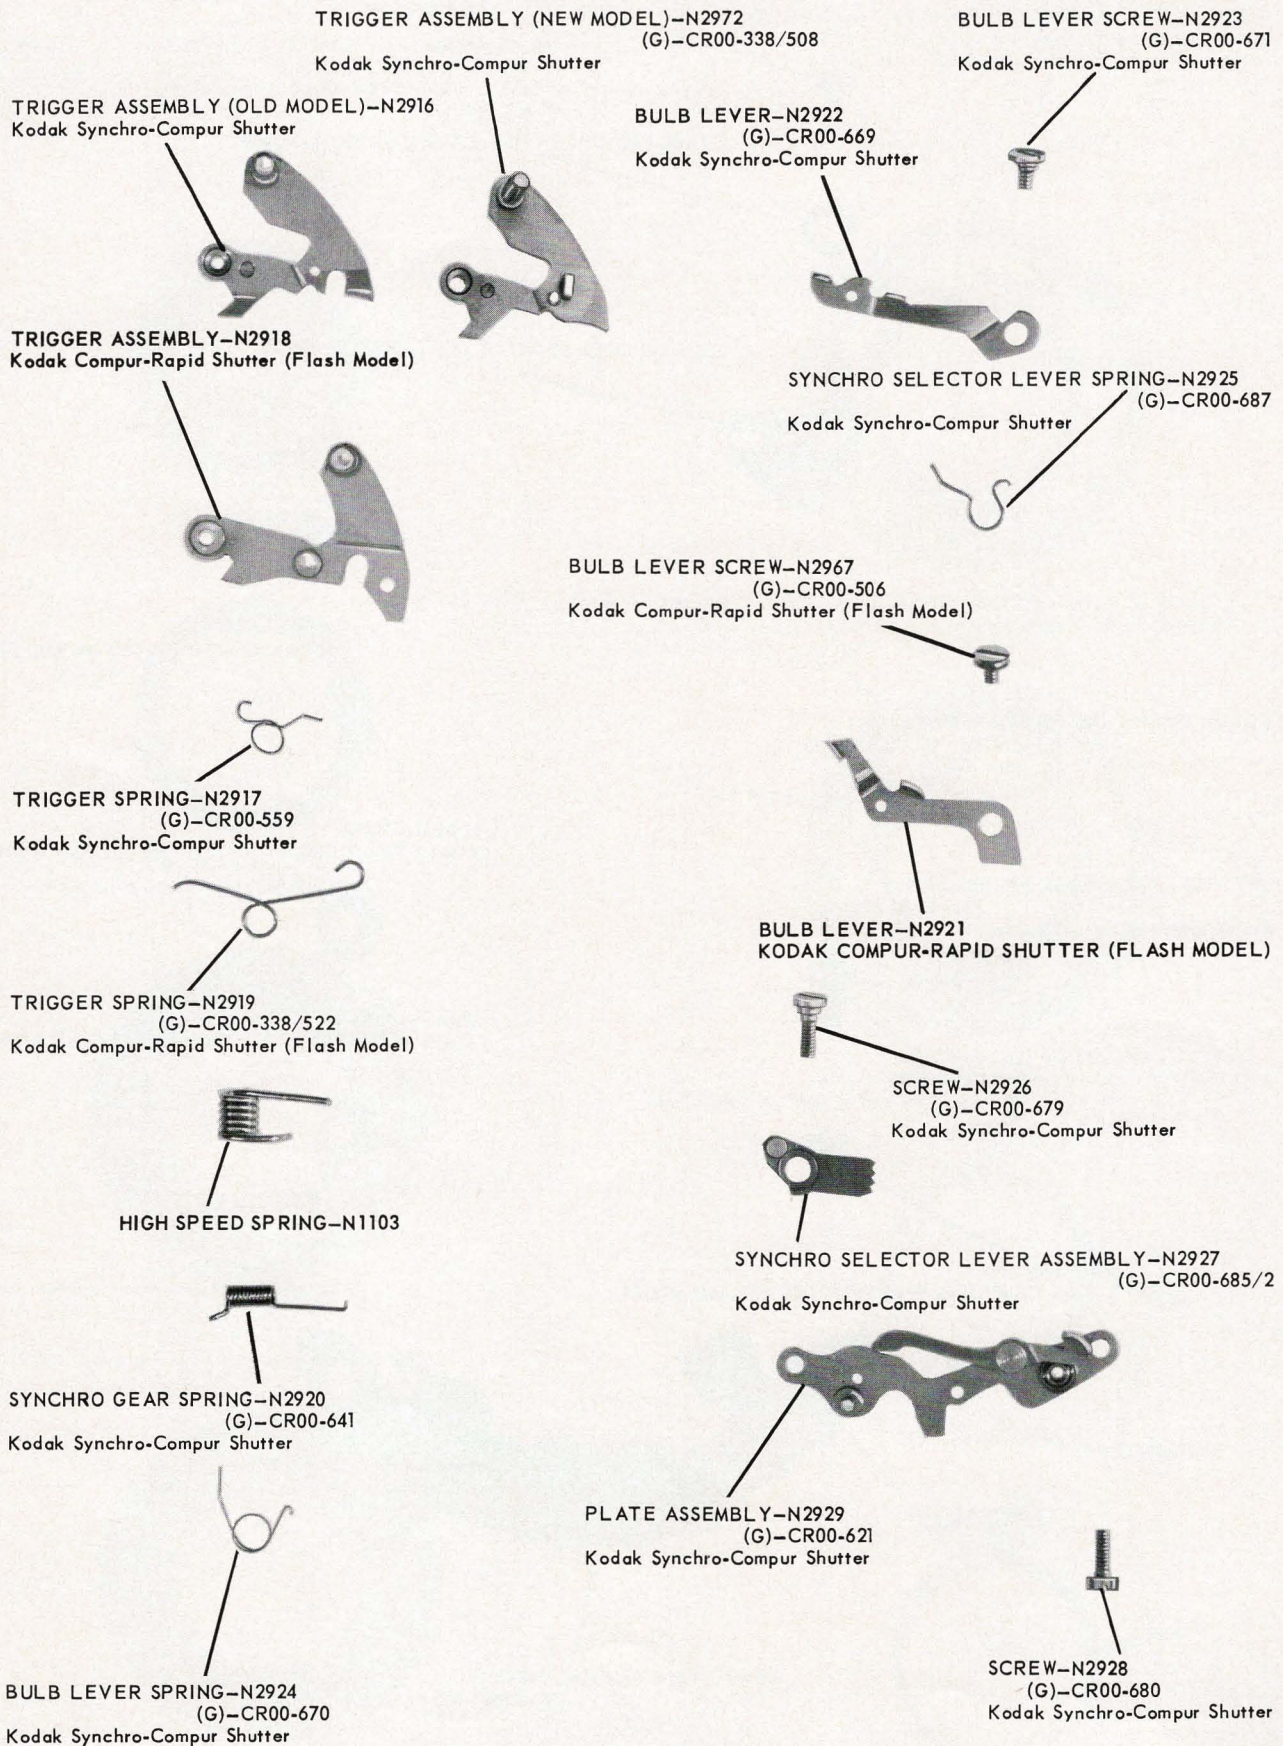 TRIGGER ASSEMBLY (NEW MODEL)–N2972
(G)–CR00-338/508
Kodak Synchro-Compur Shutter
BULB LEVER SCREW–N2923
(G)–CR00-671
Kodak Synchro-Compur Shutter
TRIGGER ASSEMBLY (OLD MODEL)–N2916
Kodak Synchro-Compur Shutter
BULB LEVER–N2922
(G)–CR00-669
Kodak Synchro-Compur Shutter
TRIGGER ASSEMBLY–N2918
Kodak Compur-Rapid Shutter (Flash Model)
SYNCHRO SELECTOR LEVER SPRING–N2925
(G)–CR00-687
Kodak Synchro-Compur Shutter
BULB LEVER SCREW–N2967
(G)–CR00-506
Kodak Compur-Rapid Shutter (Flash Model)
TRIGGER SPRING–N2917
(G)–CR00-559
Kodak Synchro-Compur Shutter
BULB LEVER–N2921
KODAK COMPUR-RAPID SHUTTER (FLASH MODEL)
TRIGGER SPRING–N2919
(G)–CR00-338/522
Kodak Compur-Rapid Shutter (Flash Model)
SCREW–N2926
(G)–CR00-679
Kodak Synchro-Compur Shutter
HIGH SPEED SPRING–N1103
SYNCHRO SELECTOR LEVER ASSEMBLY–N2927
(G)–CR00-685/2
Kodak Synchro-Compur Shutter
SYNCHRO GEAR SPRING–N2920
(G)–CR00-641
Kodak Synchro-Compur Shutter
PLATE ASSEMBLY–N2929
(G)–CR00-621
Kodak Synchro-Compur Shutter
BULB LEVER SPRING–N2924
(G)–CR00-670
Kodak Synchro-Compur Shutter
SCREW–N2928
(G)–CR00-680
Kodak Synchro-Compur Shutter